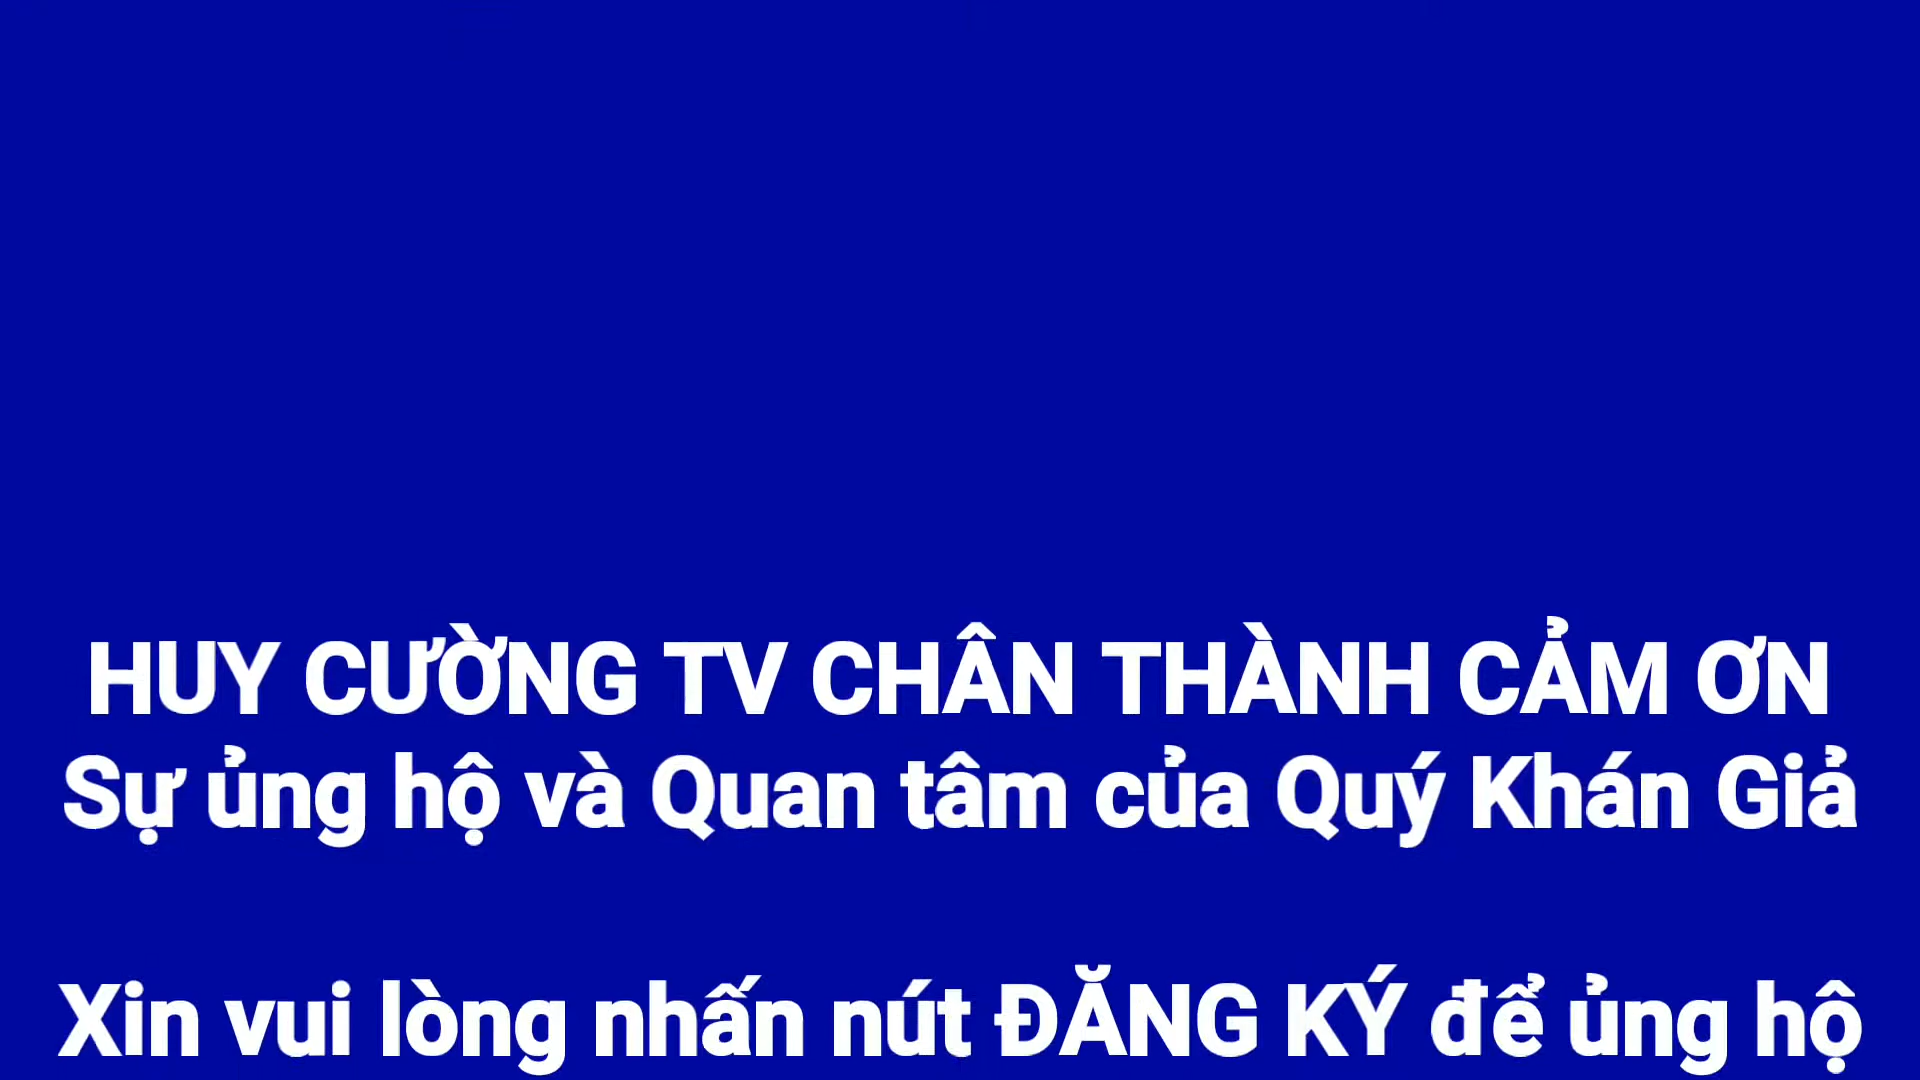 HUY CƯỜNG TV CHÂN THÀNH CẢM ƠN
Sự ủng hộ và Quan tâm của Quý Khán Giả
Xin vui lòng nhấn nút ĐĂNG KÝ để ủng hộ